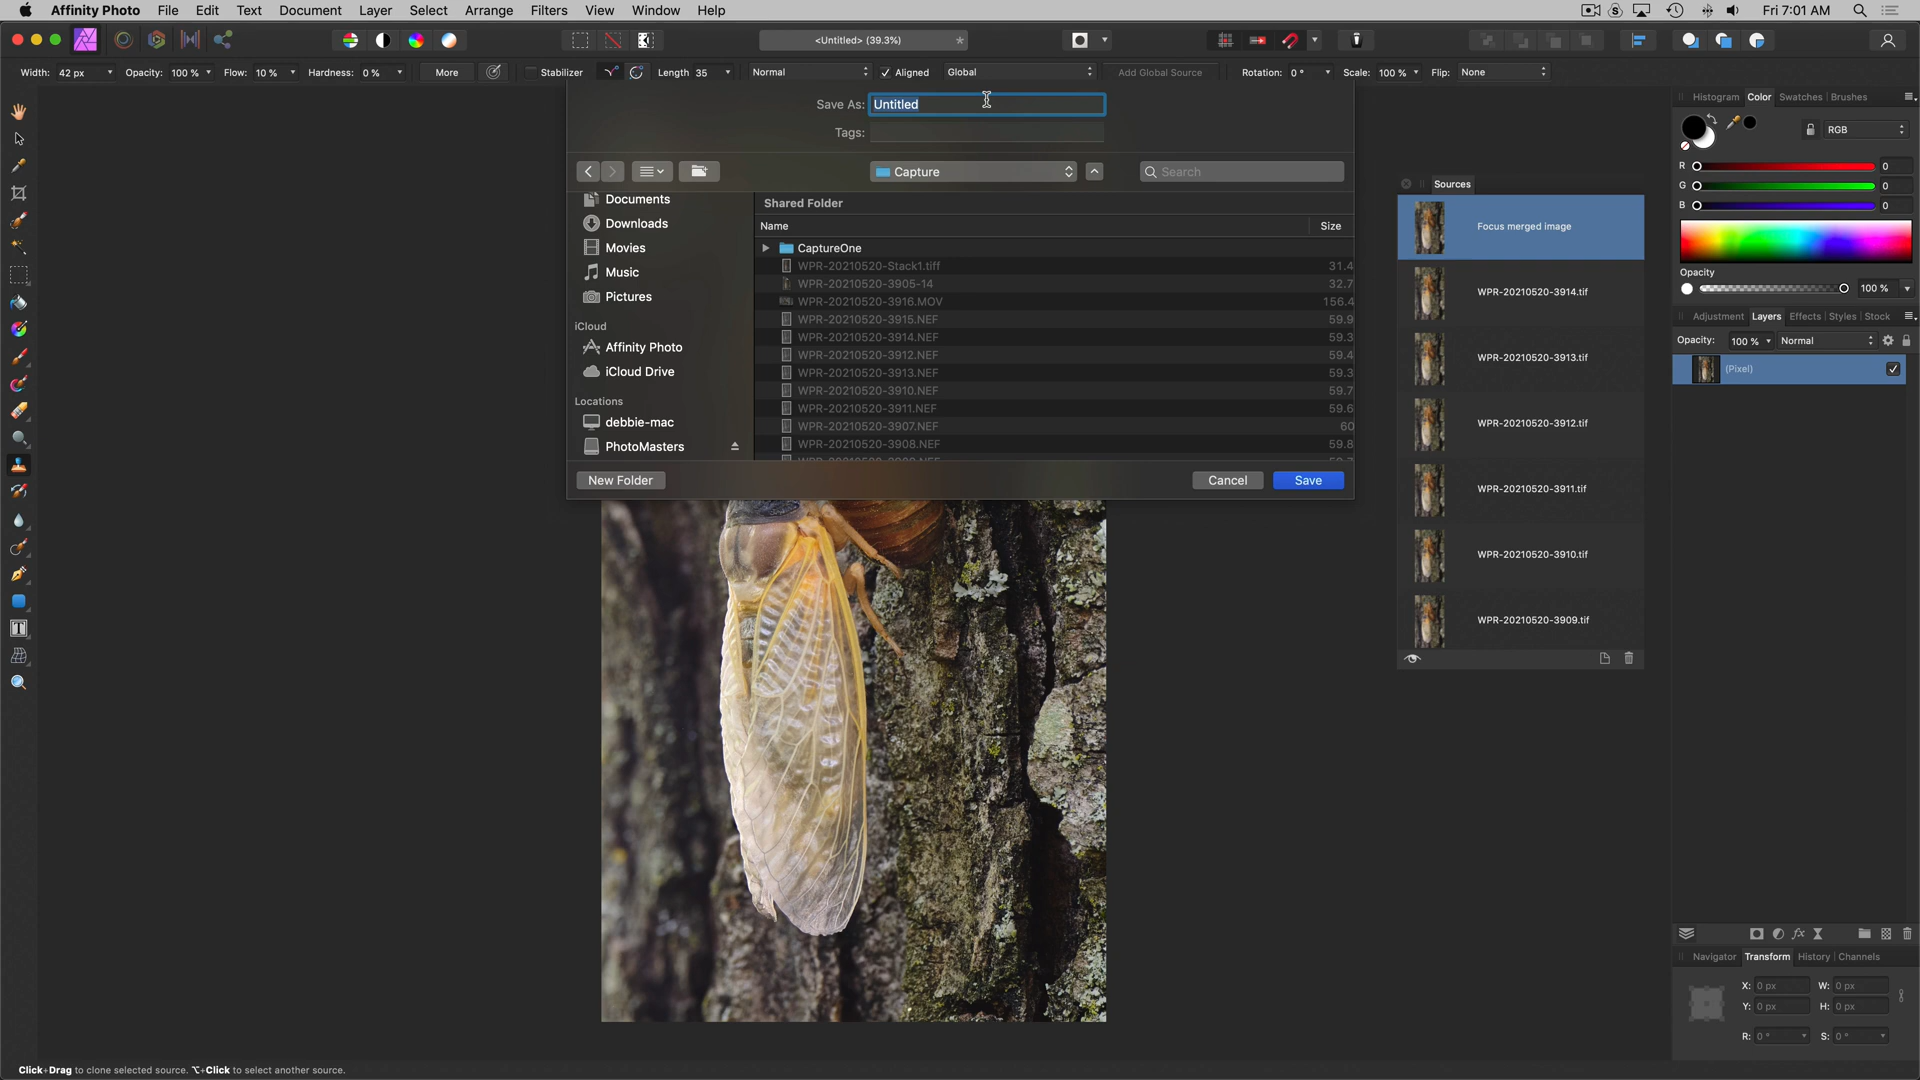 Affinity Photo File Edit Text Document Layer Select Arrange Filters View Window Help
Fri 7:01 AM
<Untitled> (39.3%)
Width: 42 px Opacity: 100 % Flow: 10 % Hardness: 0 % More Stabilizer Length 35 Normal Aligned Global Add Global Source Rotation: 0 ° Scale: 100 % Flip: None
Save As: Untitled
Tags:
Capture
Search
Documents
Downloads
Movies
Music
Pictures
iCloud
Affinity Photo
iCloud Drive
Locations
debbie-mac
PhotoMasters
Shared Folder
Name Size
CaptureOne
WPR-20210520-Stack1.tiff 31.4
WPR-20210520-3905-14 32.7
WPR-20210520-3916.MOV 156.4
WPR-20210520-3915.NEF 59.9
WPR-20210520-3914.NEF 59.3
WPR-20210520-3912.NEF 59.4
WPR-20210520-3913.NEF 59.3
WPR-20210520-3910.NEF 59.7
WPR-20210520-3911.NEF 59.6
WPR-20210520-3907.NEF 60
WPR-20210520-3908.NEF 59.8
New Folder Cancel Save
Sources
Focus merged image
WPR-20210520-3914.tif
WPR-20210520-3913.tif
WPR-20210520-3912.tif
WPR-20210520-3911.tif
WPR-20210520-3910.tif
WPR-20210520-3909.tif
Histogram Color Swatches Brushes
RGB
R 0
G 0
B 0
Opacity
100 %
Adjustment Layers Effects Styles Stock
Opacity: 100 % Normal
(Pixel)
Navigator Transform History Channels
X: 0 px W: 0 px
Y: 0 px H: 0 px
R: 0 ° S: 0 °
Click+Drag to clone selected source. ⌥+Click to select another source.